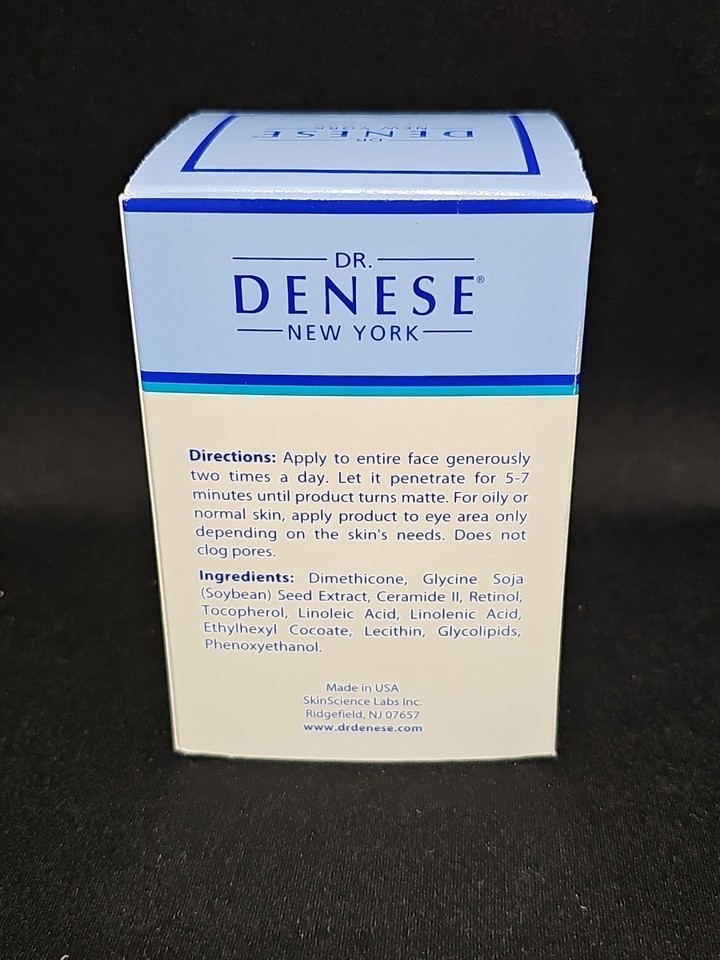 DR.
DENESE
NEW YORK
DR.
DENESE®
NEW YORK
Directions: Apply to entire face generously
two times a day. Let it penetrate for 5-7
minutes until product turns matte. For oily or
normal skin, apply product to eye area only
depending on the skin's needs. Does not
clog pores.
Ingredients: Dimethicone, Glycine Soja
(Soybean) Seed Extract, Ceramide II, Retinol,
Tocopherol, Linoleic Acid, Linolenic Acid,
Ethylhexyl Cocoate, Lecithin, Glycolipids,
Phenoxyethanol.
Made in USA
SkinScience Labs Inc.
Ridgefield, NJ 07657
www.drdenese.com